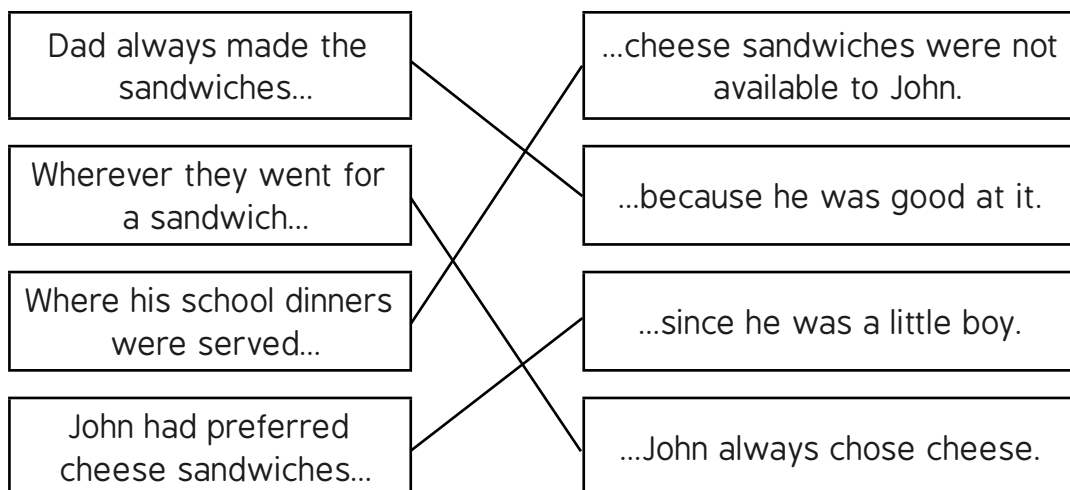 Dad always made the
sandwiches...
...cheese sandwiches were not
available to John.
Wherever they went for
a sandwich...
...because he was good at it.
Where his school dinners
were served...
...since he was a little boy.
John had preferred
cheese sandwiches...
...John always chose cheese.